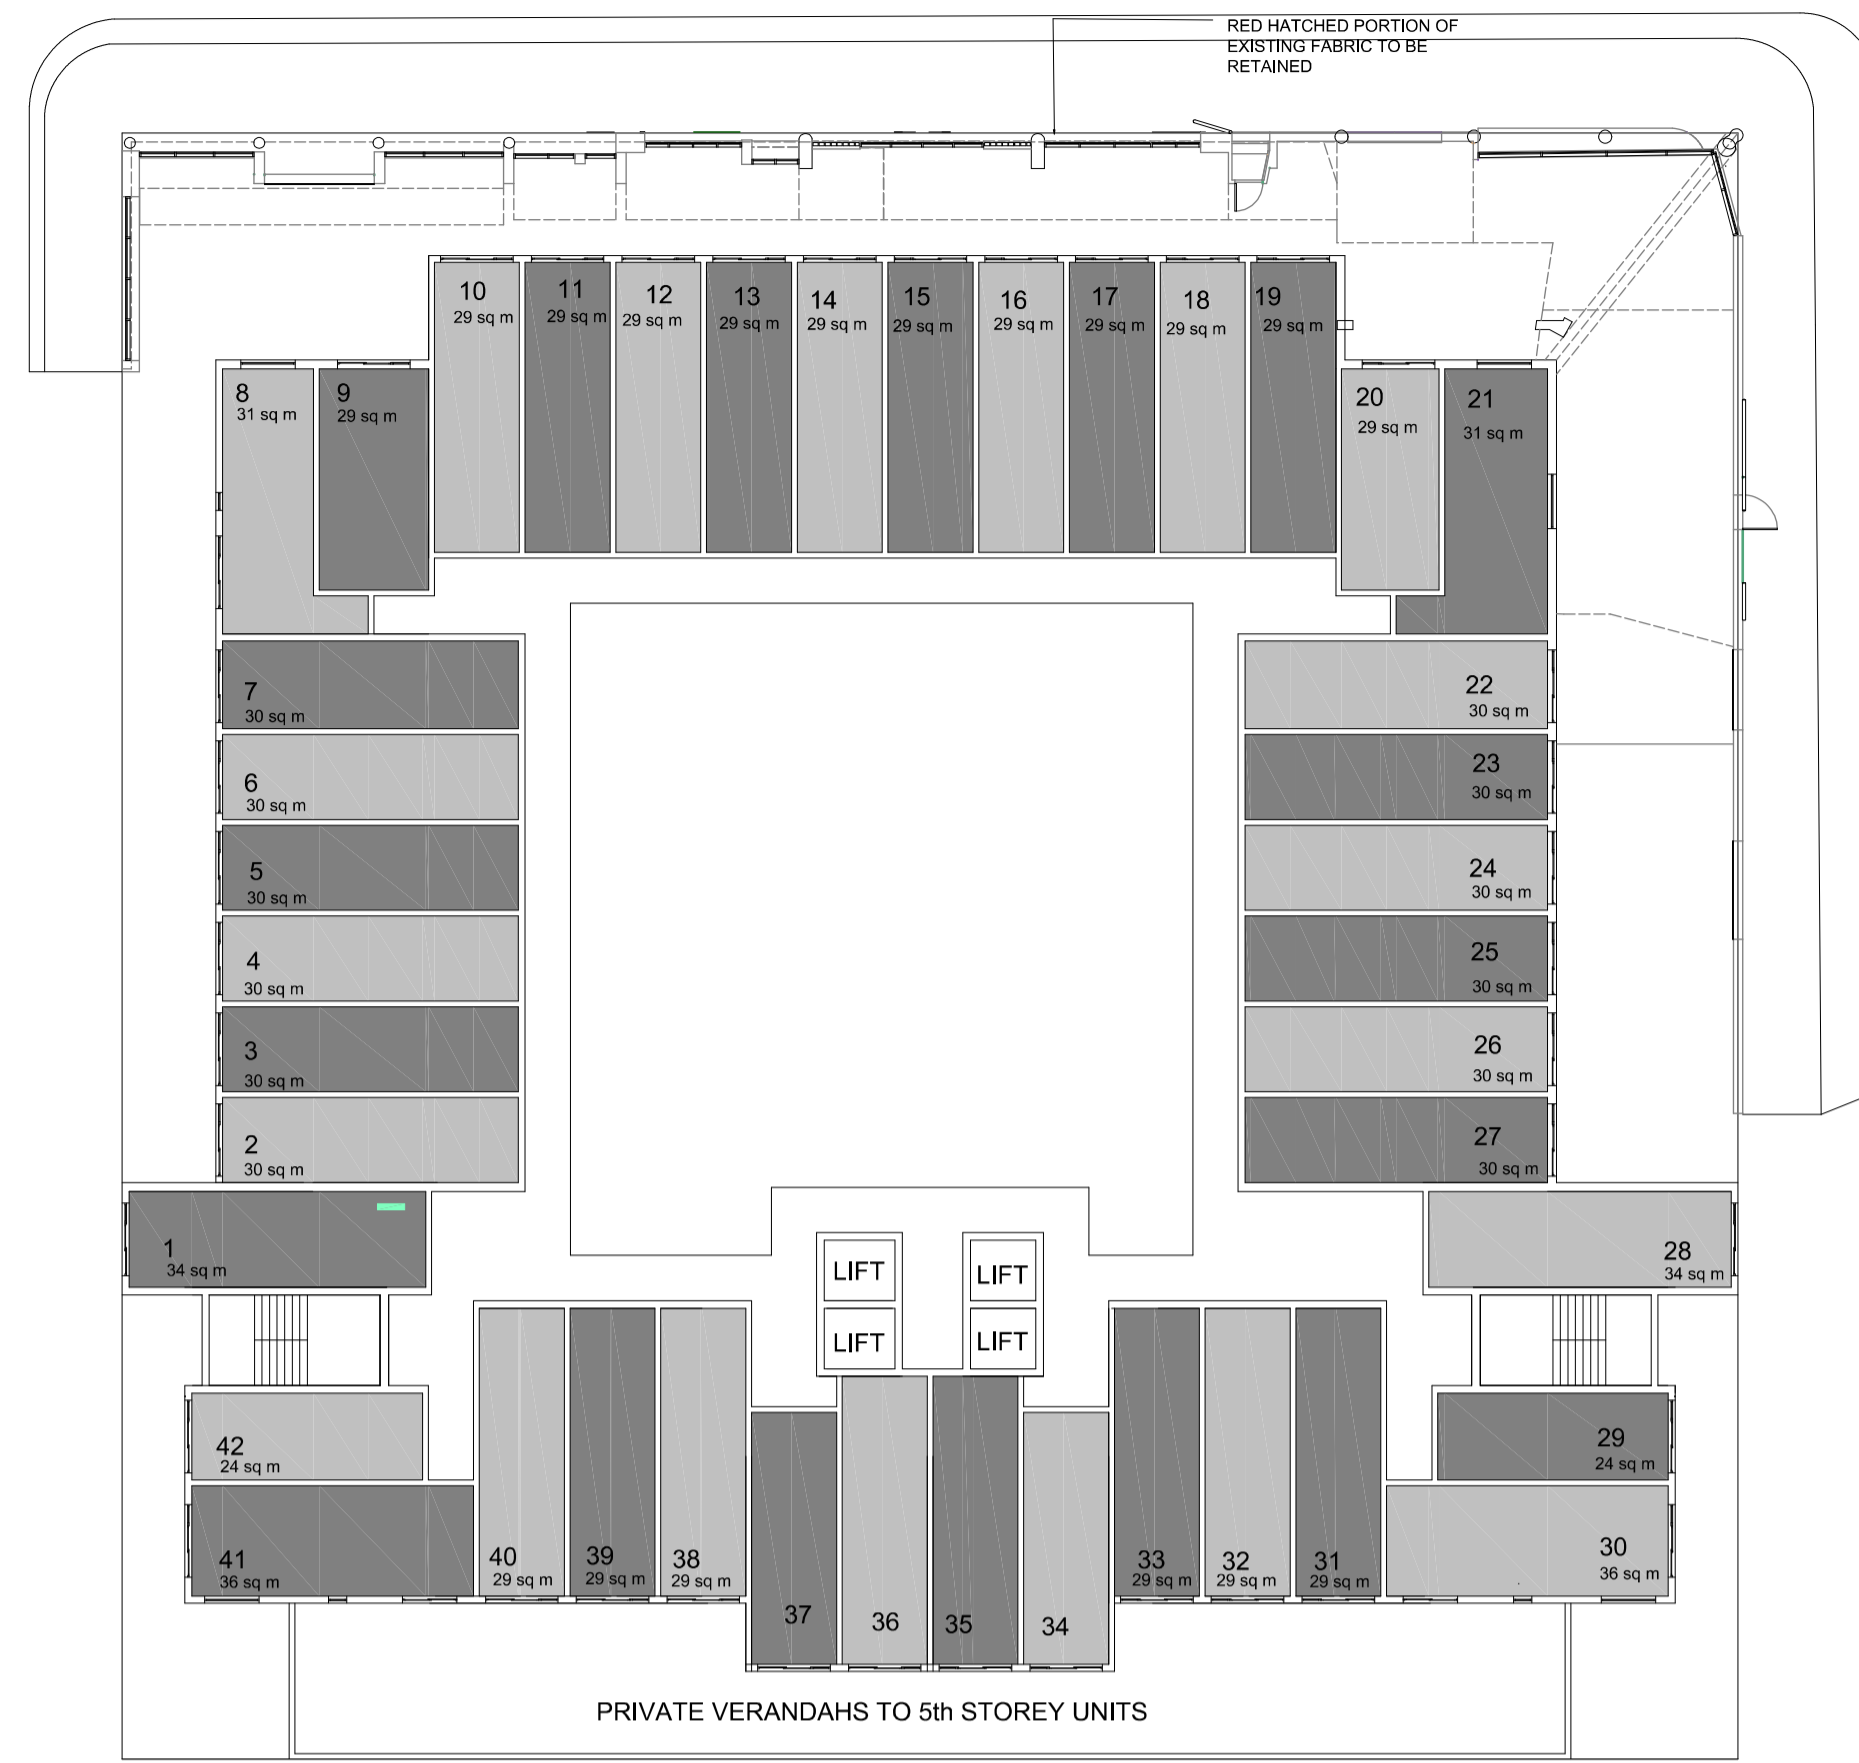 RED HATCHED PORTION OF
EXISTING FABRIC TO BE
RETAINED
10
29 sq m
11
29 sq m
12
29 sq m
13
29 sq m
14
29 sq m
15
29 sq m
16
29 sq m
17
29 sq m
18
29 sq m
19
29 sq m
8
31 sq m
9
29 sq m
20
29 sq m
21
31 sq m
7
30 sq m
22
30 sq m
6
30 sq m
23
30 sq m
5
30 sq m
24
30 sq m
4
30 sq m
25
30 sq m
3
30 sq m
26
30 sq m
2
30 sq m
27
30 sq m
1
34 sq m
28
34 sq m
LIFT
LIFT
LIFT
LIFT
42
24 sq m
29
24 sq m
41
36 sq m
40
29 sq m
39
29 sq m
38
29 sq m
37
36
35
34
33
29 sq m
32
29 sq m
31
29 sq m
30
36 sq m
PRIVATE VERANDAHS TO 5th STOREY UNITS